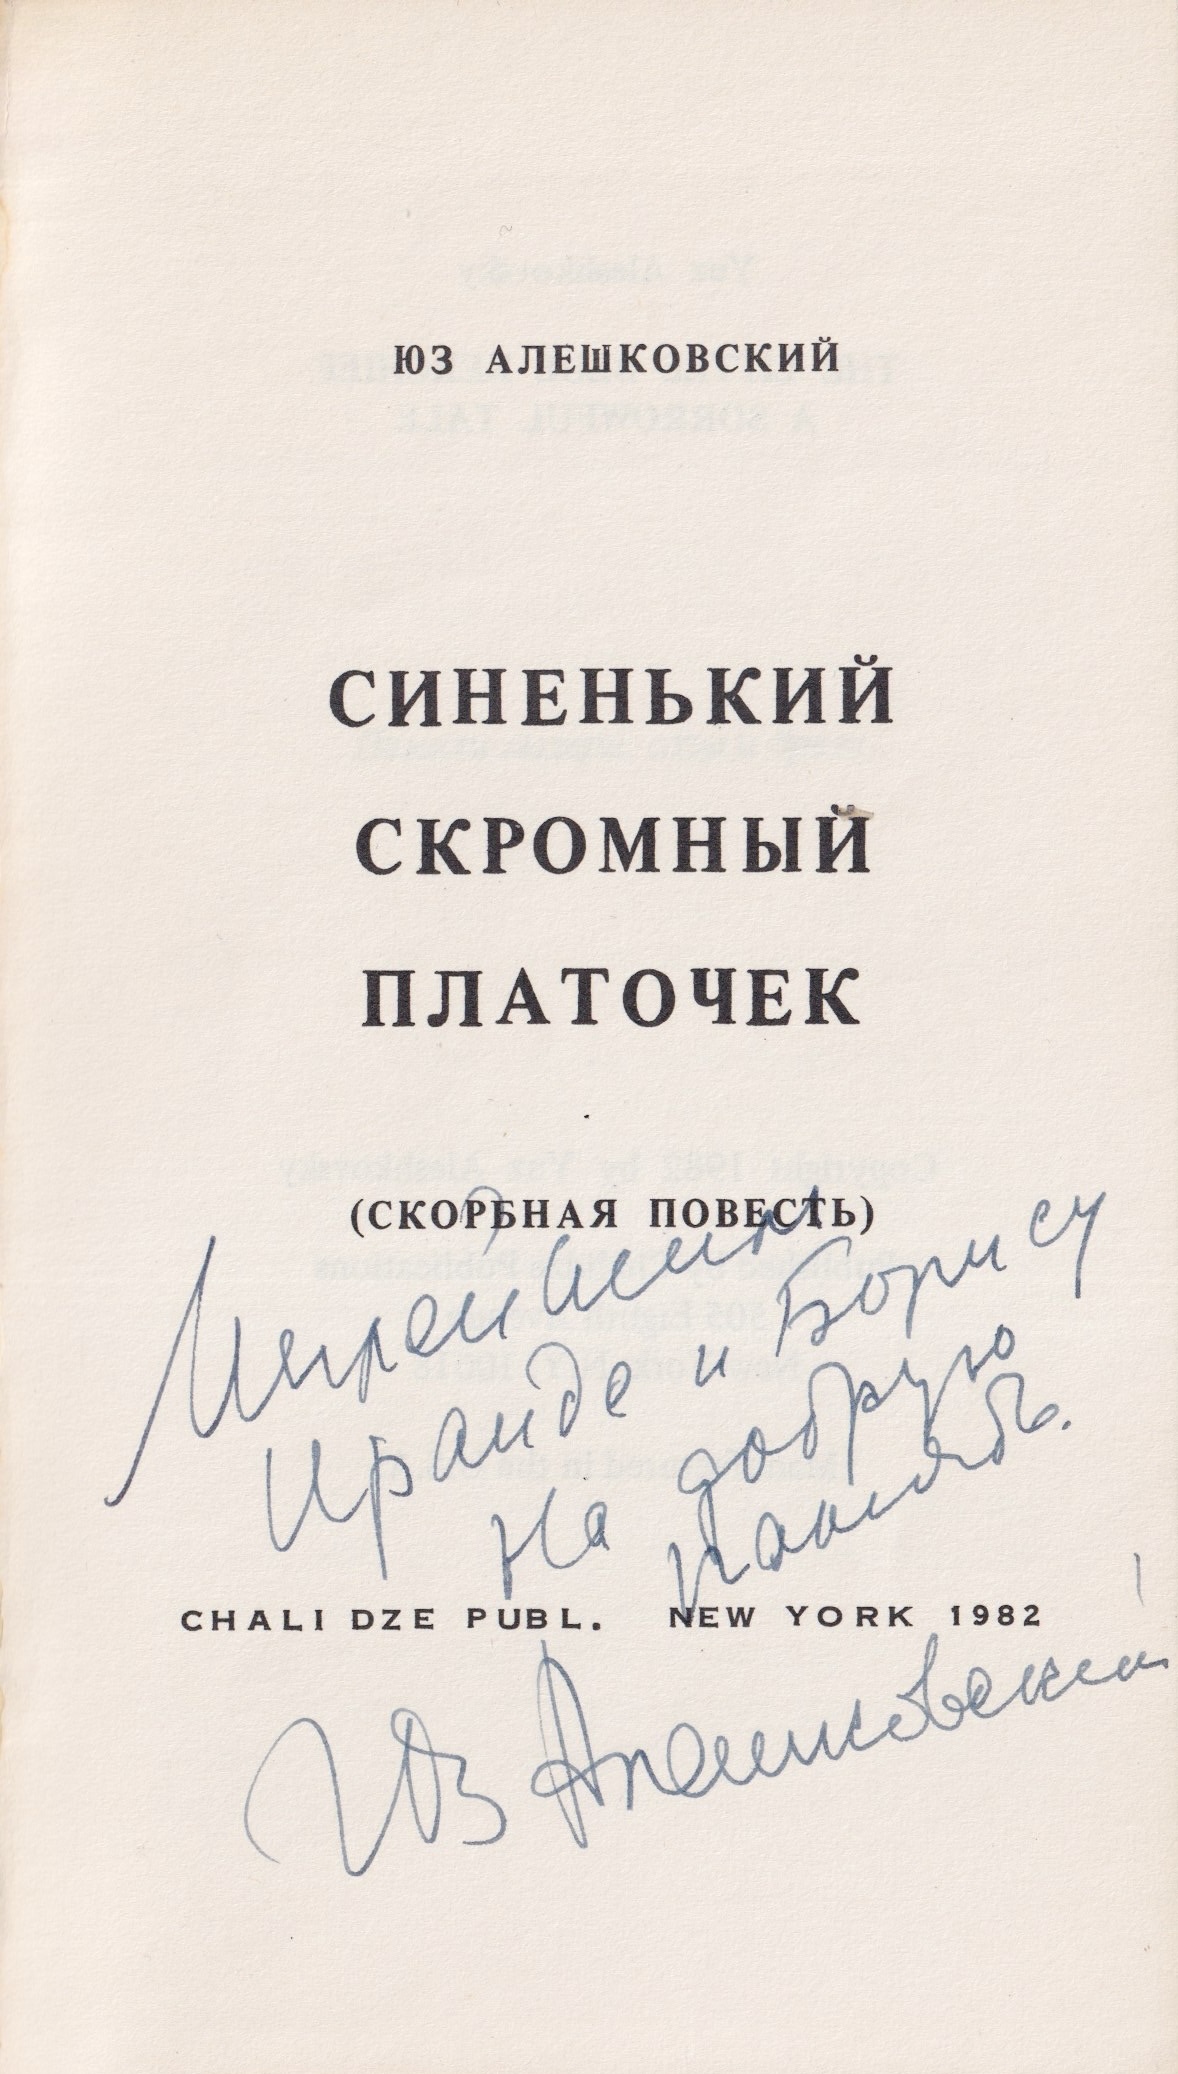 ЮЗ АЛЕШКОВСКИЙ
СИНЕНЬКИЙ
СКРОМНЫЙ
ПЛАТОЧЕК
(СКОРБНАЯ ПОВЕСТЬ)
Ираиде и Борису
на добрую
память.
CHALI DZE PUBL. NEW YORK 1982
Юз Алешковский